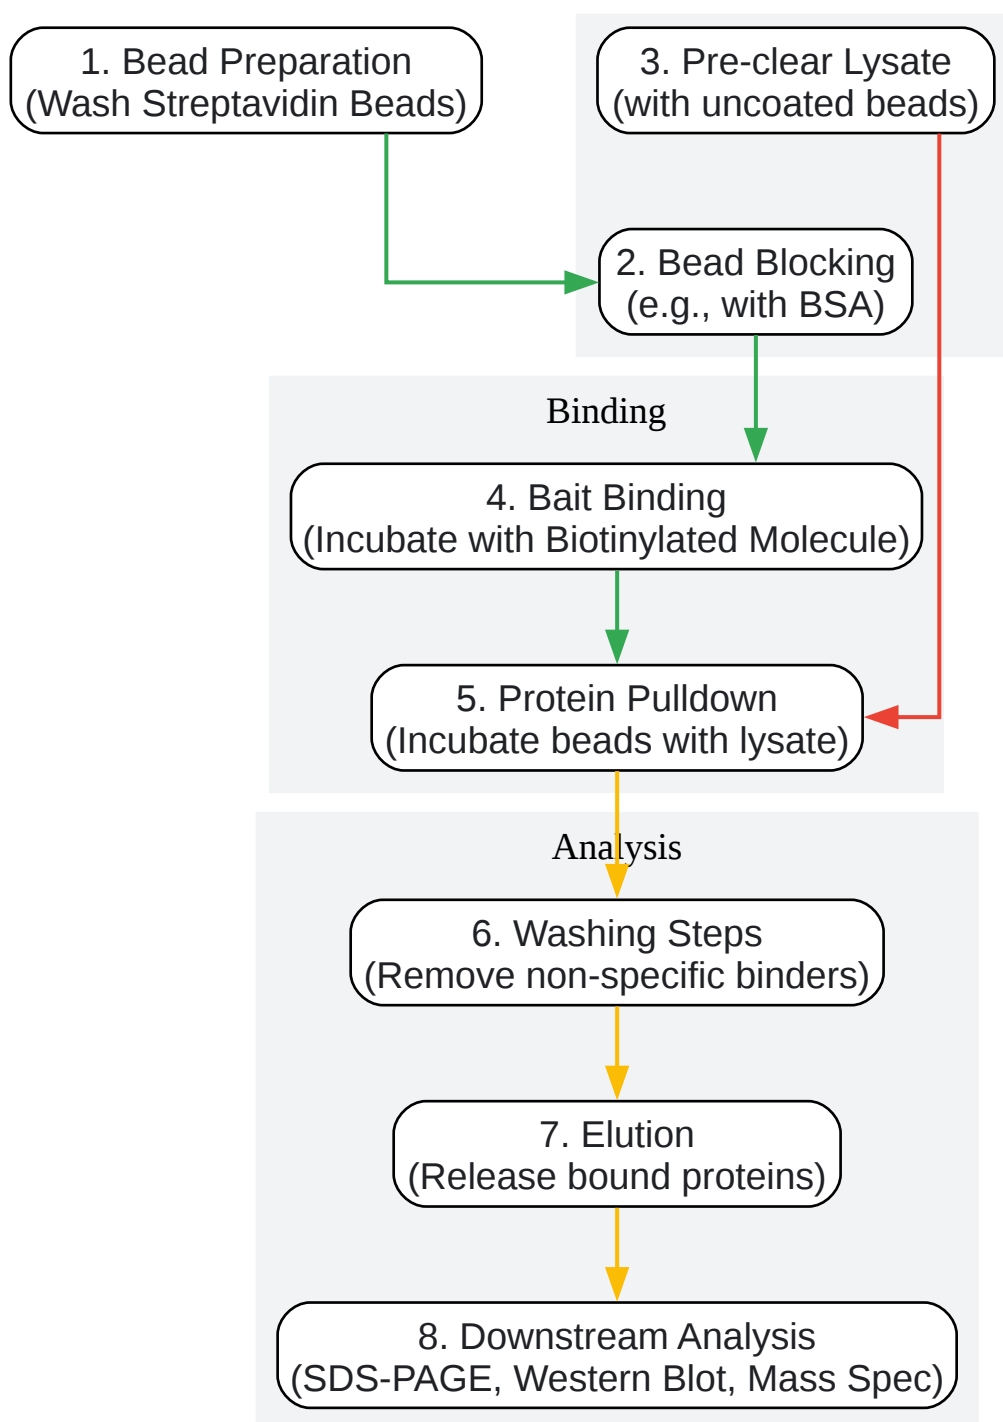 1. Bead Preparation
(Wash Streptavidin Beads)
3. Pre-clear Lysate
(with uncoated beads)
2. Bead Blocking
(e.g., with BSA)
Binding
4. Bait Binding
(Incubate with Biotinylated Molecule)
5. Protein Pulldown
(Incubate beads with lysate)
Analysis
6. Washing Steps
(Remove non-specific binders)
7. Elution
(Release bound proteins)
8. Downstream Analysis
(SDS-PAGE, Western Blot, Mass Spec)